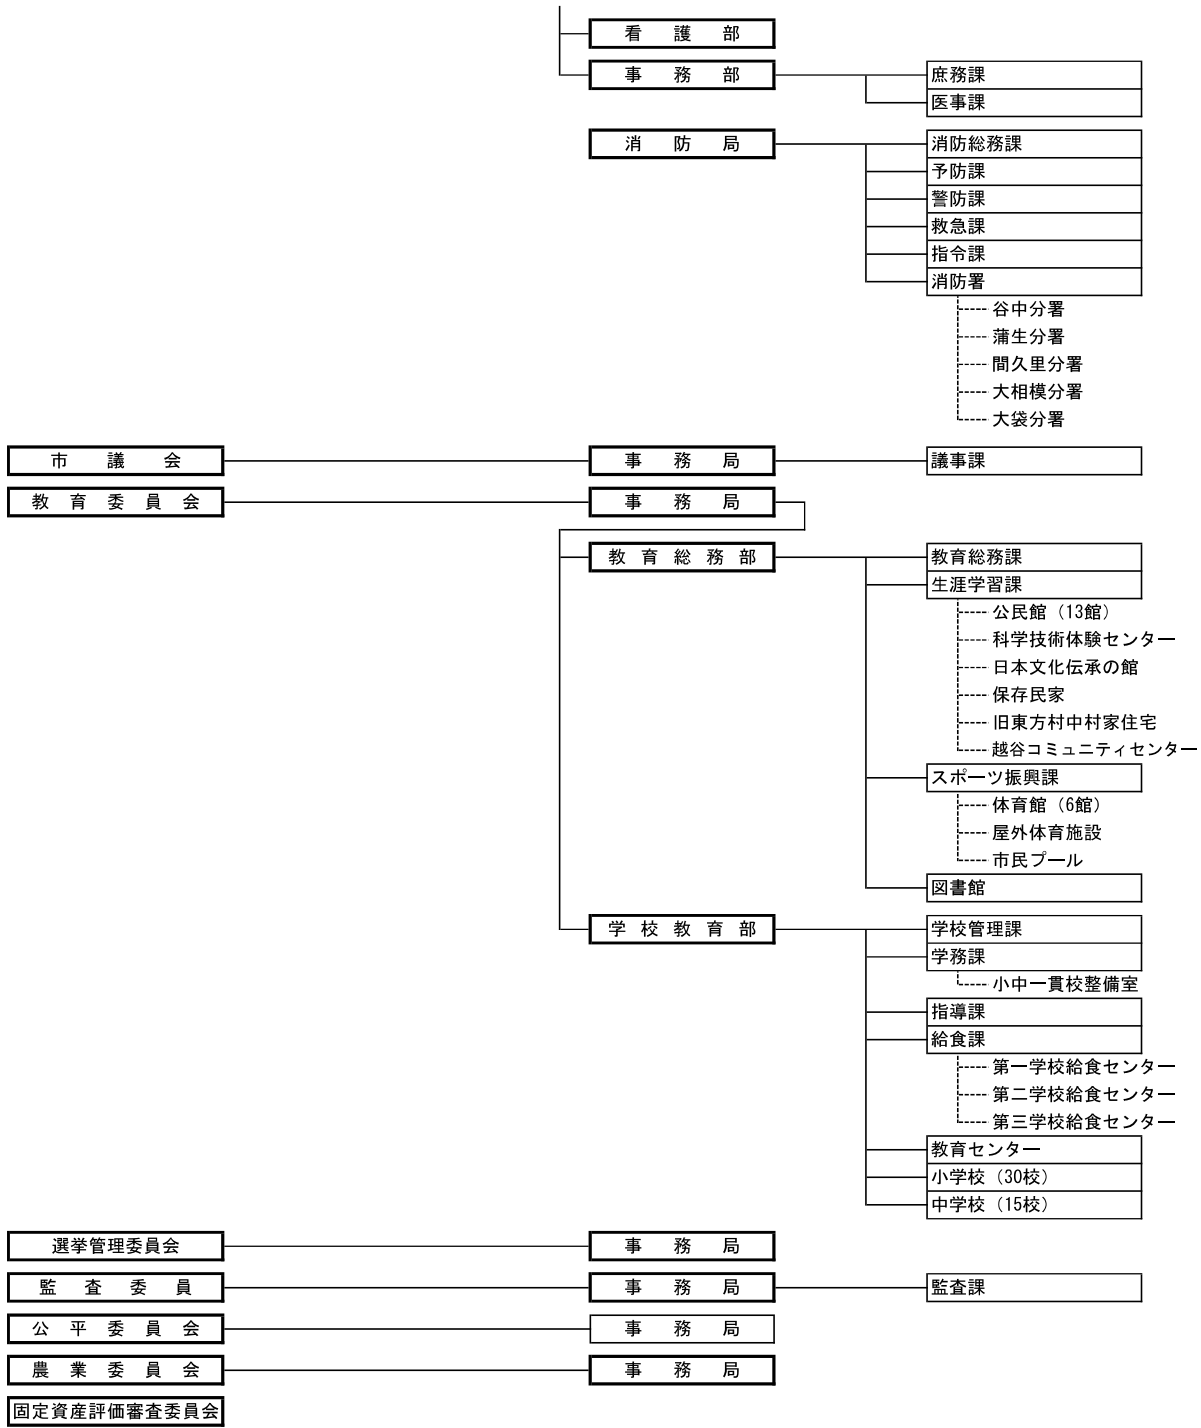 看護部
事務部
庶務課
医事課
消防局
消防総務課
予防課
警防課
救急課
指令課
消防署
谷中分署
蒲生分署
間久里分署
大相模分署
大袋分署
市議会
事務局
議事課
教育委員会
事務局
教育総務部
教育総務課
生涯学習課
公民館（13館）
科学技術体験センター
日本文化伝承の館
保存民家
旧東方村中村家住宅
越谷コミュニティセンター
スポーツ振興課
体育館（6館）
屋外体育施設
市民プール
図書館
学校教育部
学校管理課
学務課
小中一貫校整備室
指導課
給食課
第一学校給食センター
第二学校給食センター
第三学校給食センター
教育センター
小学校（30校）
中学校（15校）
選挙管理委員会
事務局
監査委員
事務局
監査課
公平委員会
事務局
農業委員会
事務局
固定資産評価審査委員会